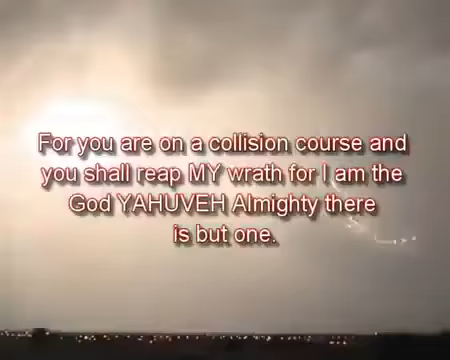 For you are on a collision course and
you shall reap MY wrath for I am the
God YAHUVEH Almighty there
is but one.